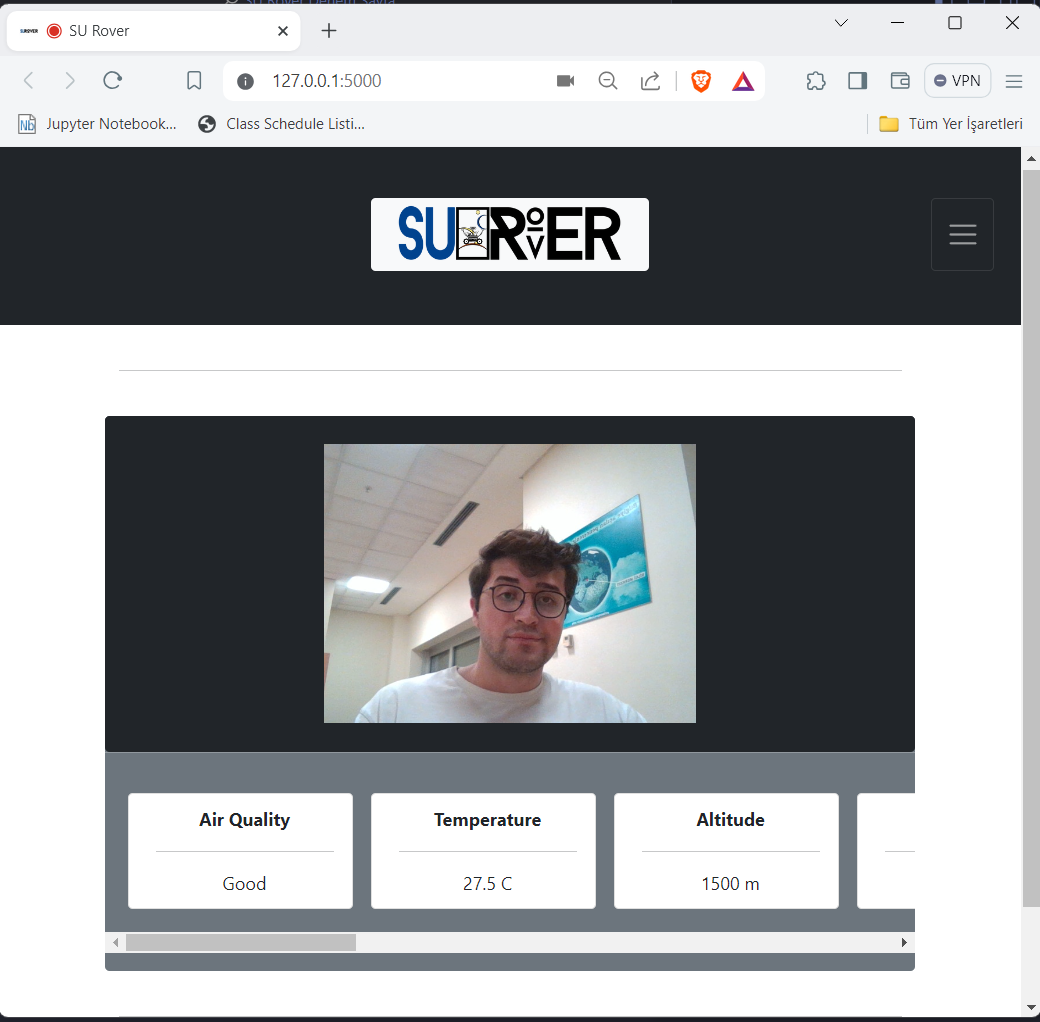 SU Rover
127.0.0.1:5000
VPN
Nb Jupyter Notebook... Class Schedule Listi... Tüm Yer İşaretleri
SU ROVER
Air Quality Temperature Altitude
Good 27.5 C 1500 m